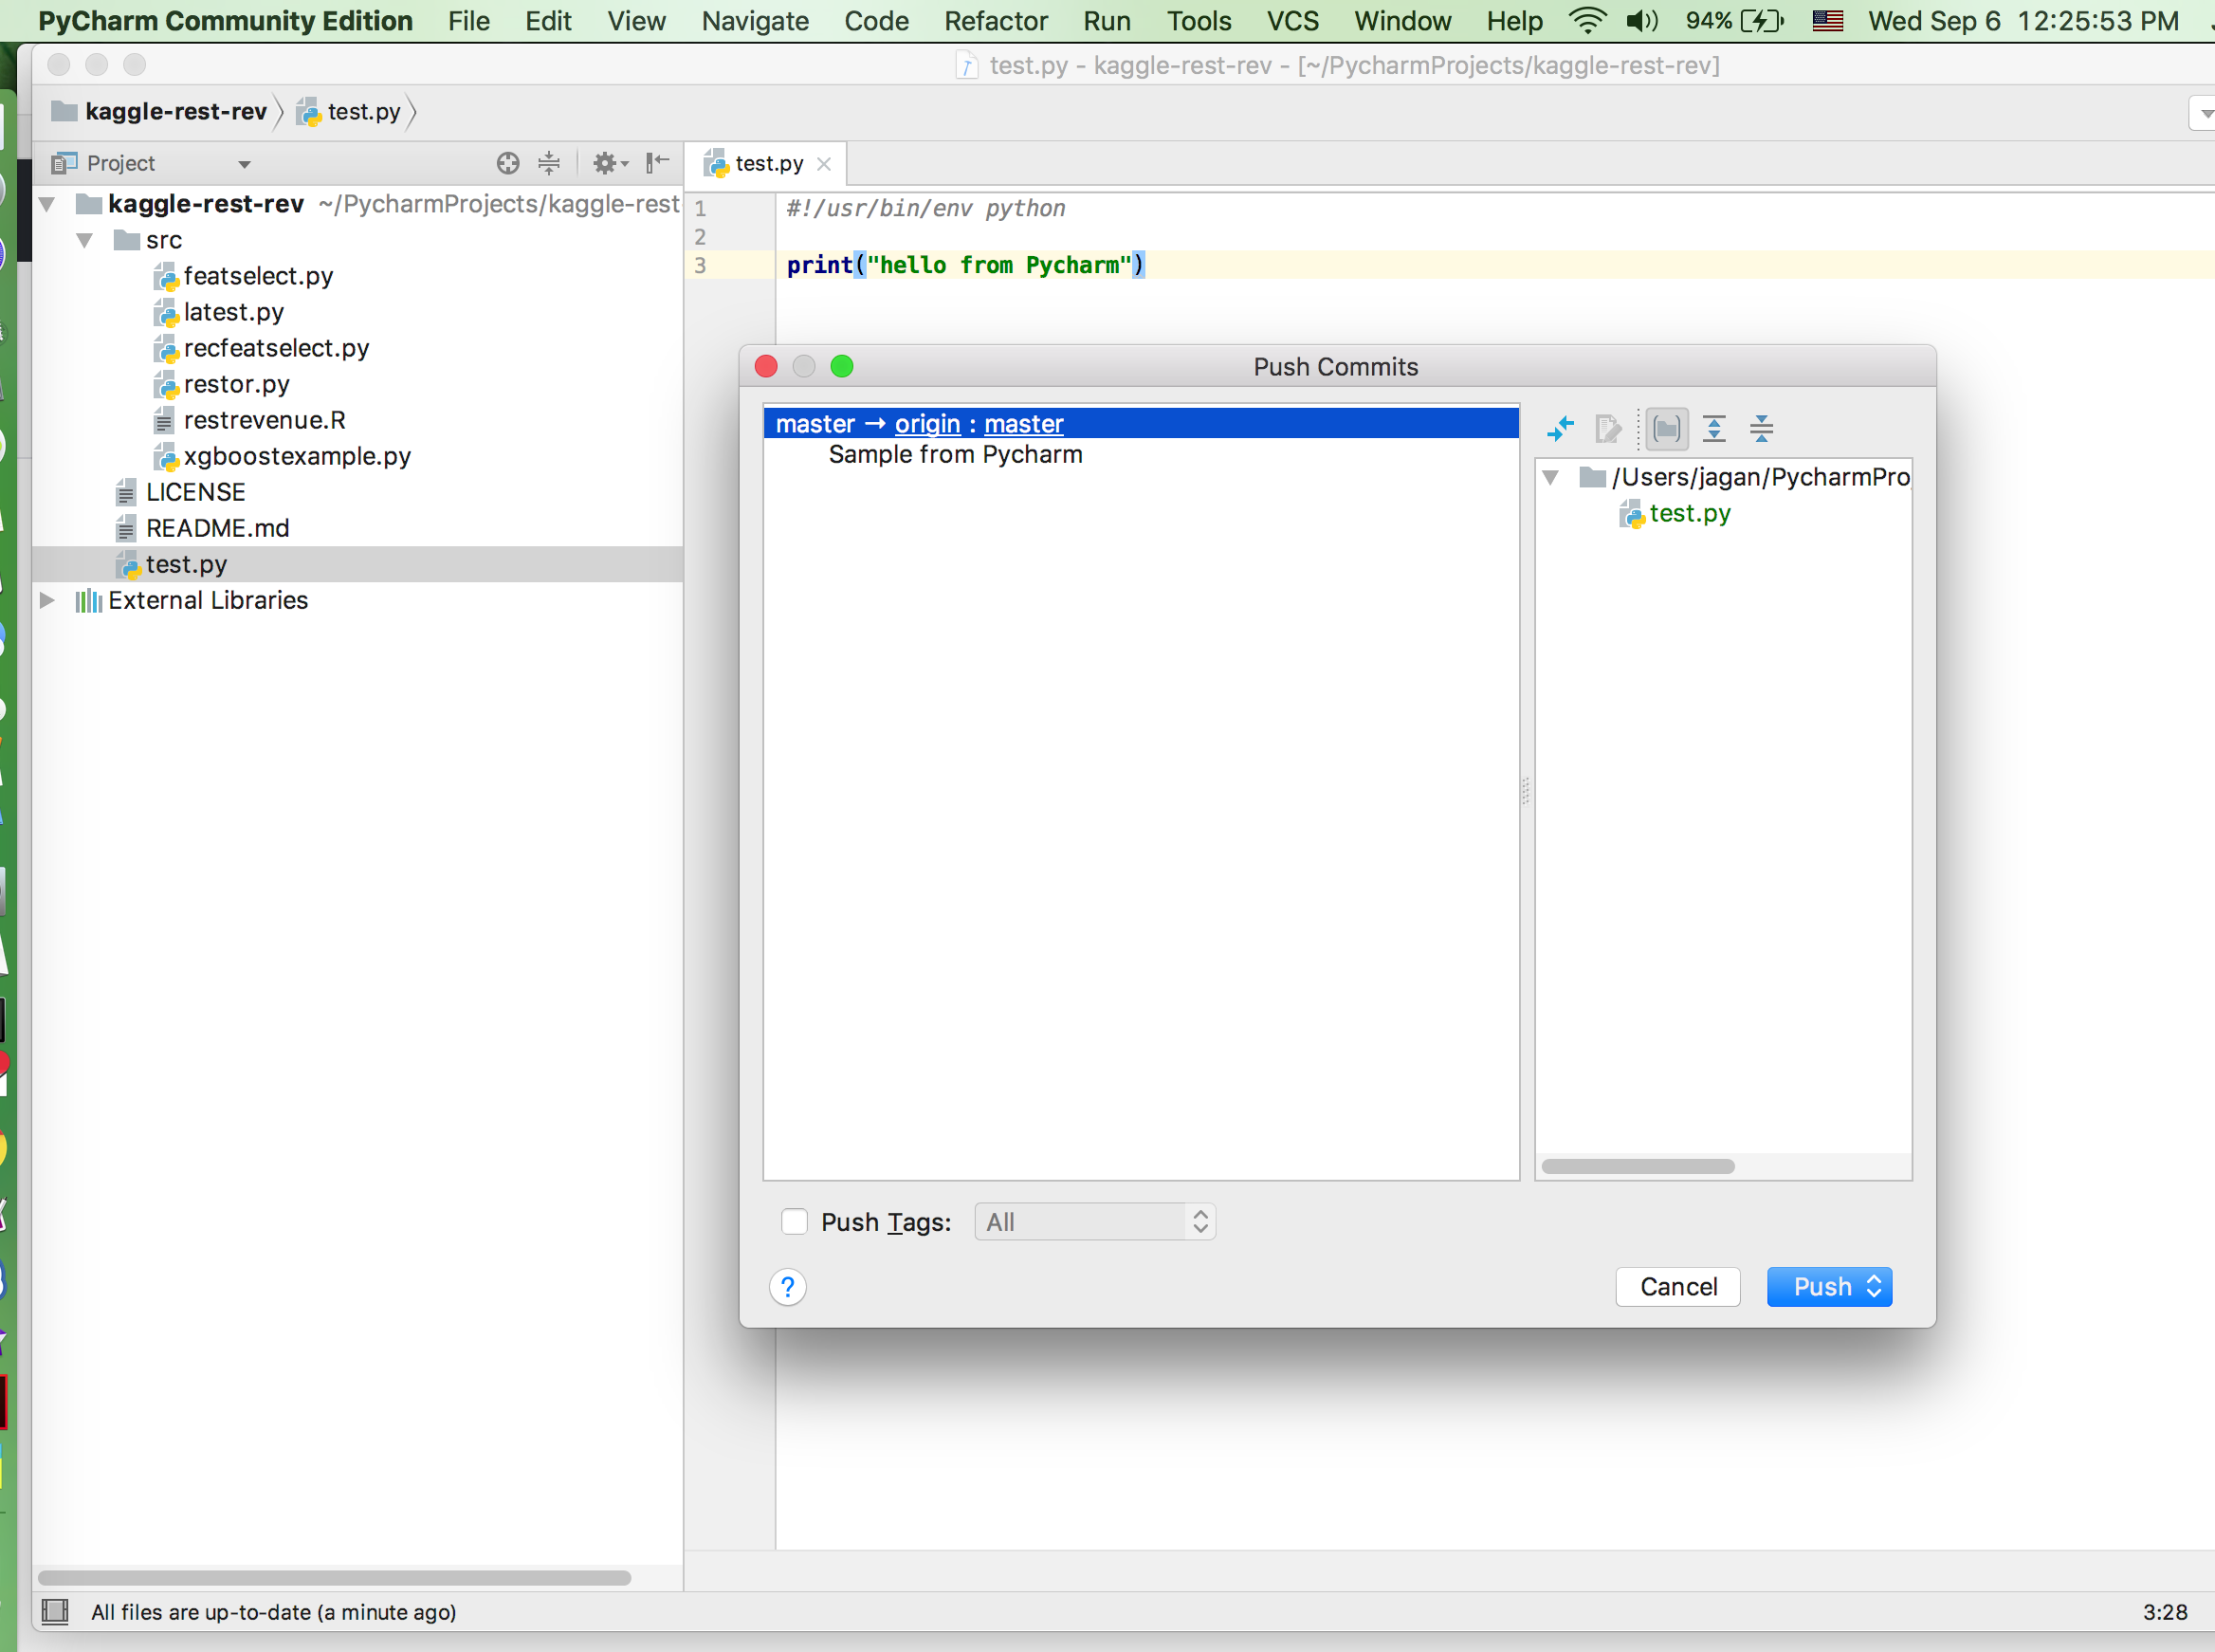 PyCharm Community Edition File Edit View Navigate Code Refactor Run Tools VCS Window Help 94% Wed Sep 6 12:25:53 PM
test.py - kaggle-rest-rev - [~/PycharmProjects/kaggle-rest-rev]
kaggle-rest-rev test.py
Project
test.py
kaggle-rest-rev ~/PycharmProjects/kaggle-rest
src
featselect.py
latest.py
recfeatselect.py
restor.py
restrevenue.R
xgboostexample.py
LICENSE
README.md
test.py
External Libraries
1 #!/usr/bin/env python
2
3 print("hello from Pycharm")
Push Commits
master → origin : master
Sample from Pycharm
/Users/jagan/PycharmPro
test.py
Push Tags: All
?
Cancel
Push
All files are up-to-date (a minute ago)
3:28